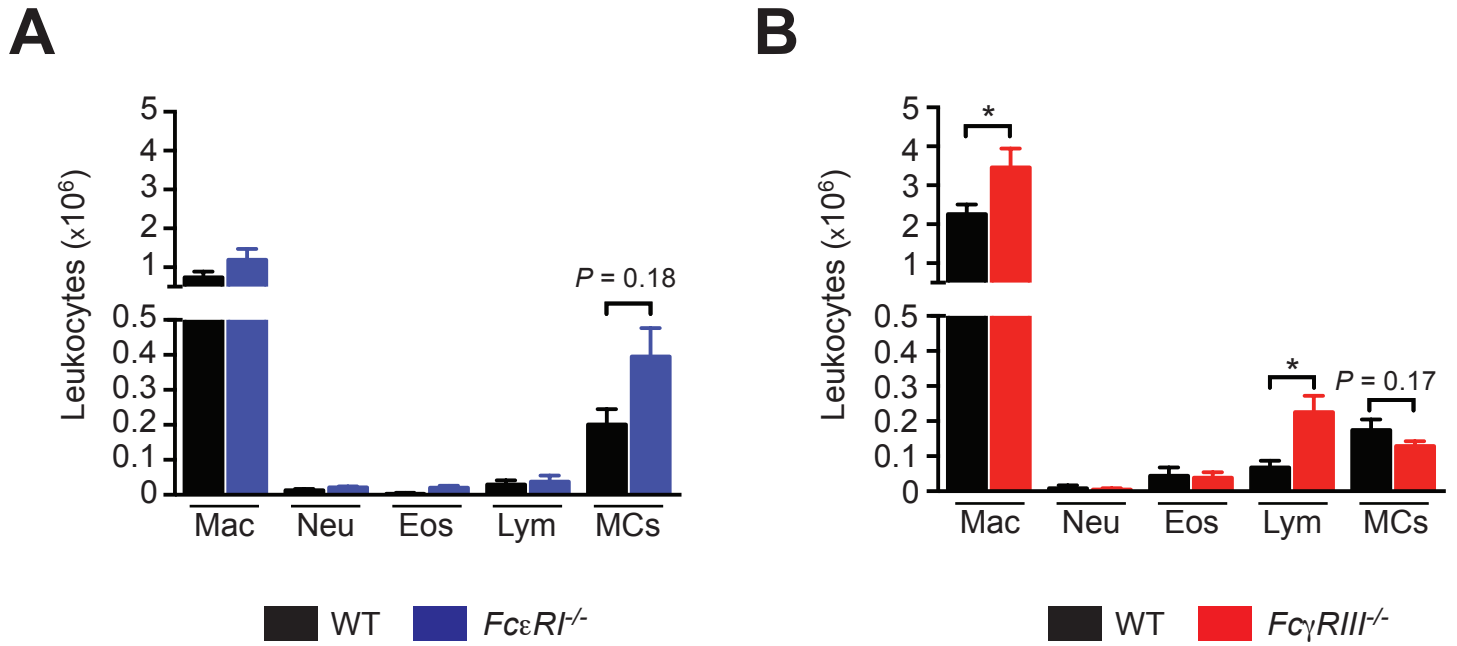 A
B
Leukocytes (x10⁶)
5
4
3
2
1
0.5
0.4
0.3
0.2
0.1
0
P = 0.18
Mac Neu Eos Lym MCs
WT FcεRI⁻/⁻
Leukocytes (x10⁶)
5
4
3
2
1
0.5
0.4
0.3
0.2
0.1
0
*
*
P = 0.17
Mac Neu Eos Lym MCs
WT FcγRIII⁻/⁻